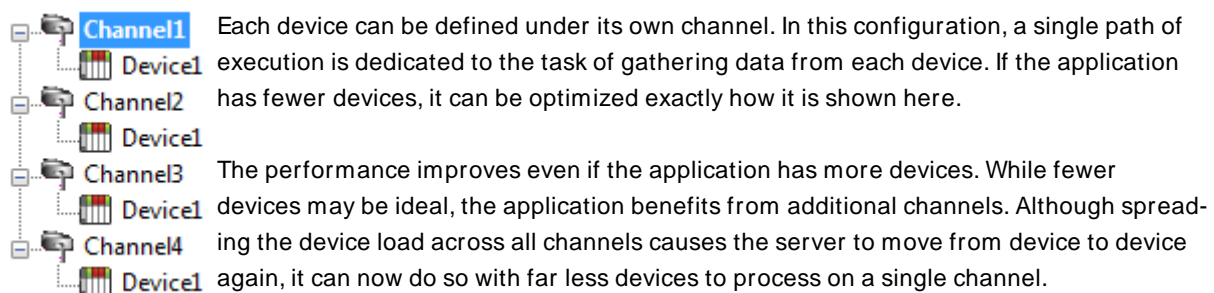 Channel1
Device1
Channel2
Device1
Channel3
Device1
Channel4
Device1
Each device can be defined under its own channel. In this configuration, a single path of
execution is dedicated to the task of gathering data from each device. If the application
has fewer devices, it can be optimized exactly how it is shown here.
The performance improves even if the application has more devices. While fewer
devices may be ideal, the application benefits from additional channels. Although spread-
ing the device load across all channels causes the server to move from device to device
again, it can now do so with far less devices to process on a single channel.